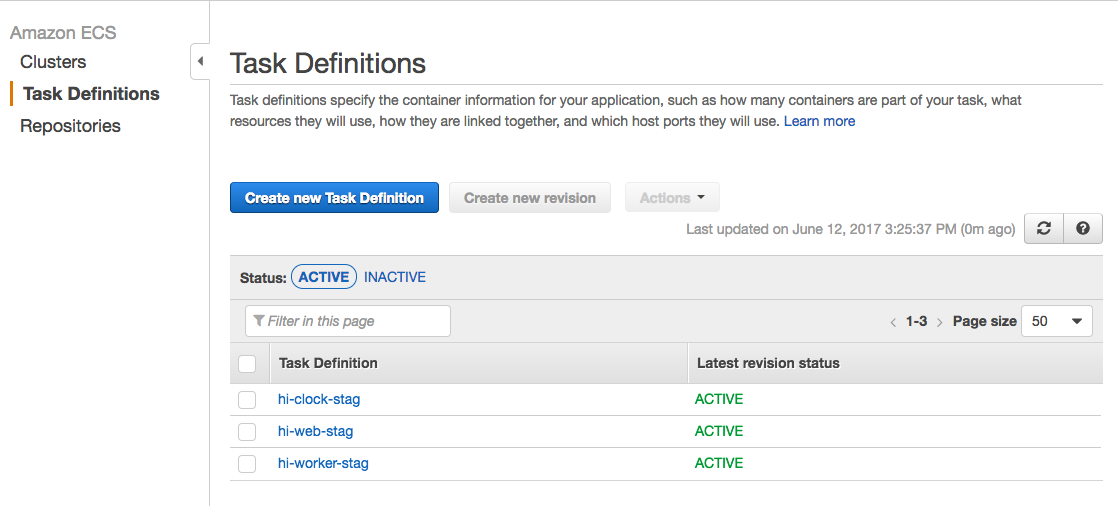 Amazon ECS
Clusters
Task Definitions
Repositories
Task Definitions
Task definitions specify the container information for your application, such as how many containers are part of your task, what
resources they will use, how they are linked together, and which host ports they will use. Learn more
Create new Task Definition Create new revision Actions
Last updated on June 12, 2017 3:25:37 PM (0m ago)
Status: ACTIVE INACTIVE
Filter in this page 1-3 Page size 50
Task Definition Latest revision status
hi-clock-stag ACTIVE
hi-web-stag ACTIVE
hi-worker-stag ACTIVE